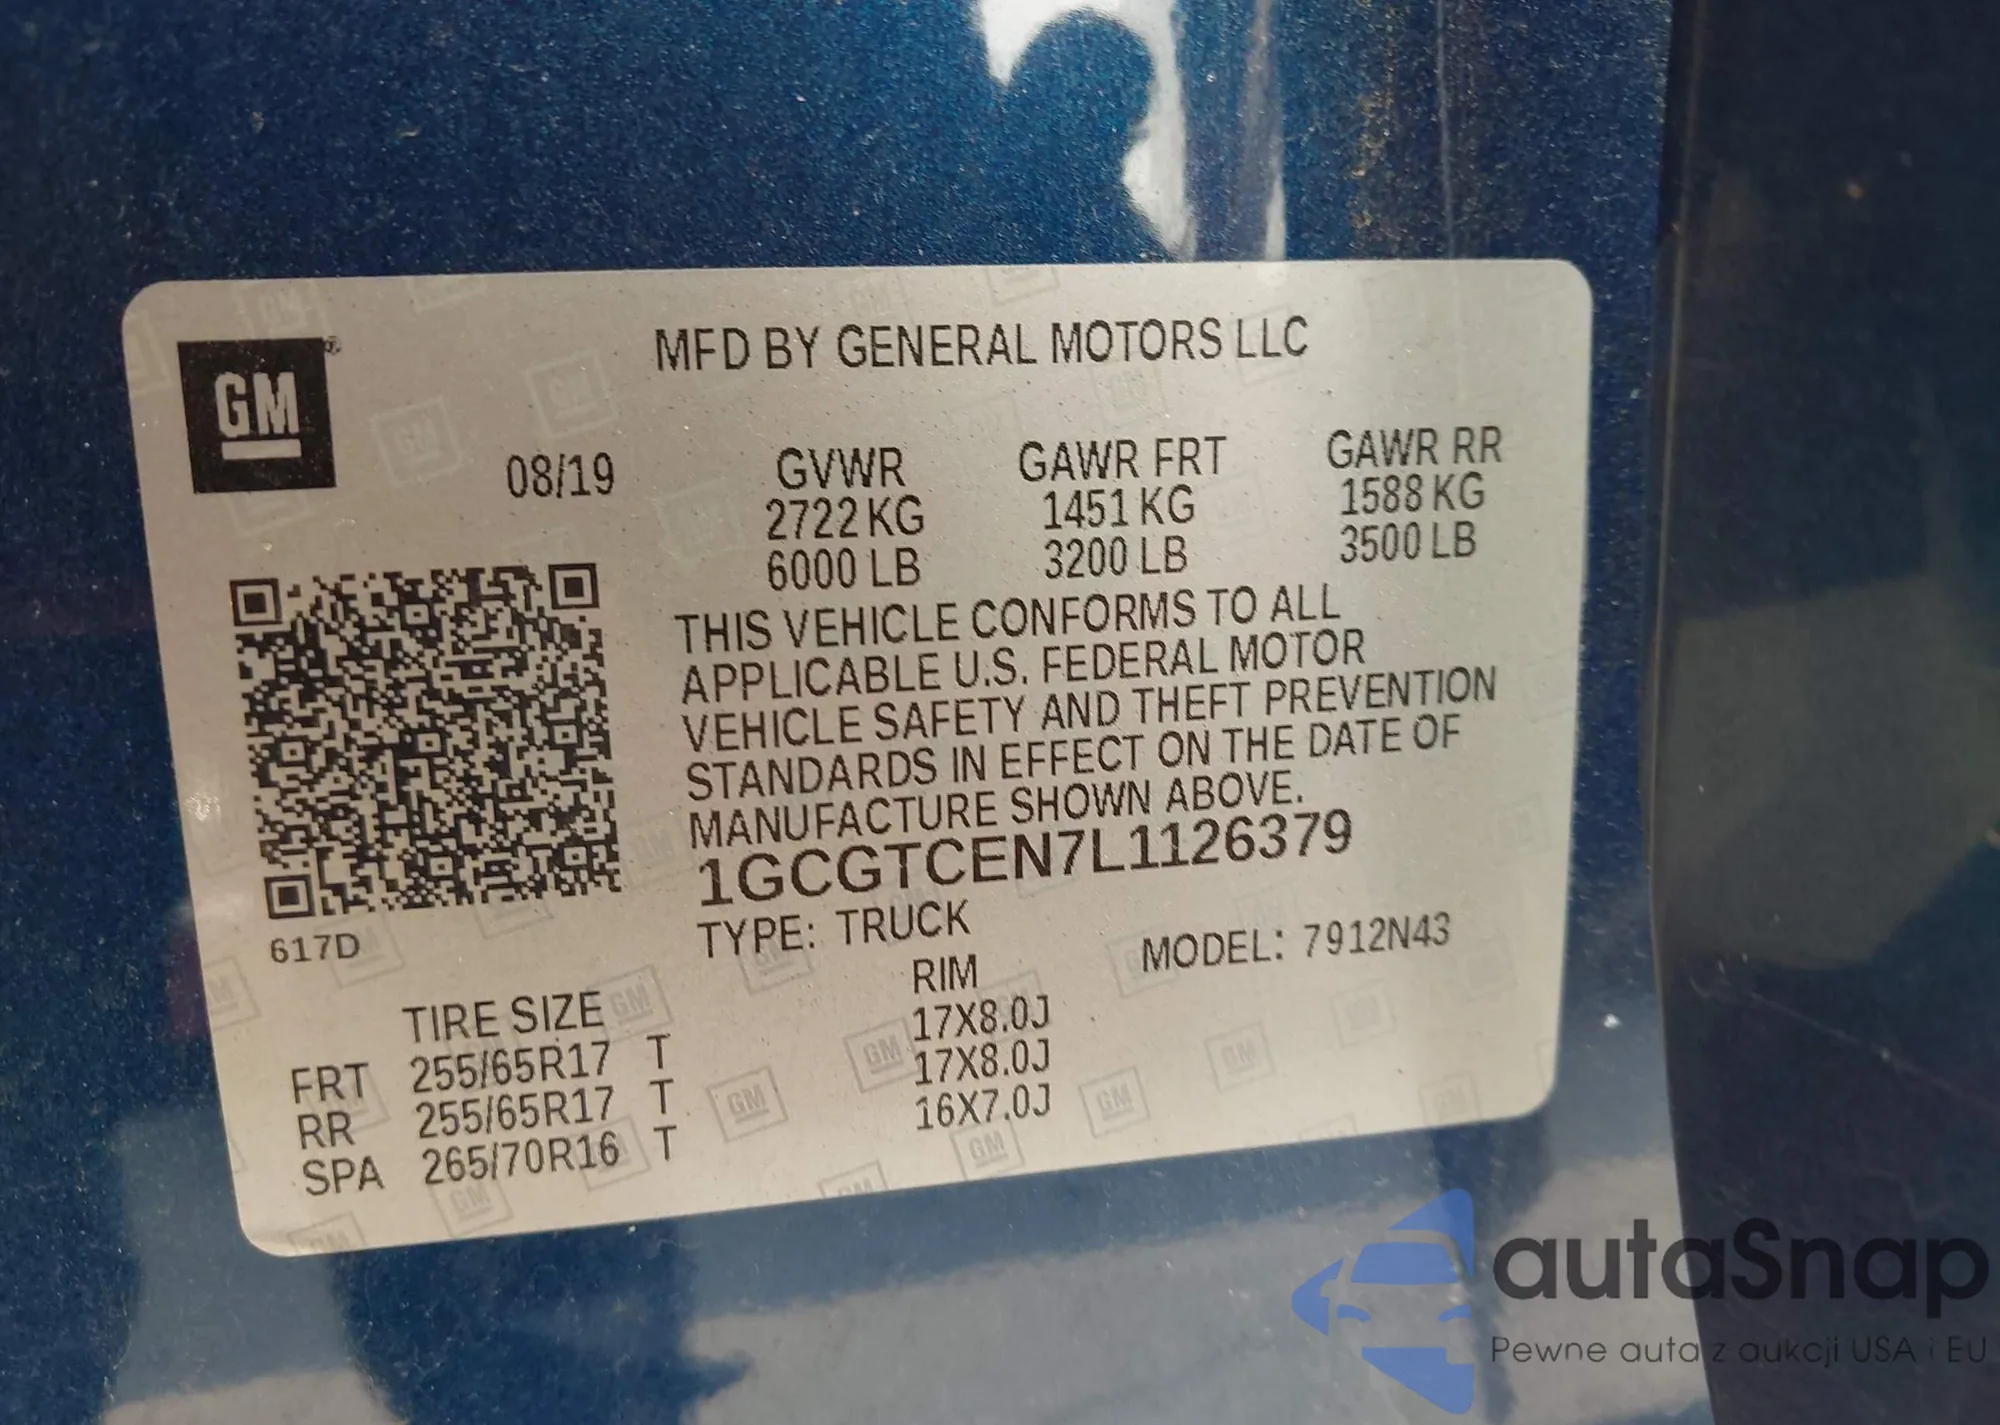 GM
MFD BY GENERAL MOTORS LLC
08/19 GVWR GAWR FRT GAWR RR
2722 KG 1451 KG 1588 KG
6000 LB 3200 LB 3500 LB
THIS VEHICLE CONFORMS TO ALL
APPLICABLE U.S. FEDERAL MOTOR
VEHICLE SAFETY AND THEFT PREVENTION
STANDARDS IN EFFECT ON THE DATE OF
MANUFACTURE SHOWN ABOVE.
1GCGTCEN7L1126379
617D
TYPE: TRUCK MODEL: 7912N43
TIRE SIZE RIM
FRT 255/65R17 T 17X8.0J
RR 255/65R17 T 17X8.0J
SPA 265/70R16 T 16X7.0J
autaSnap
Pewne auta z aukcji USA i EU